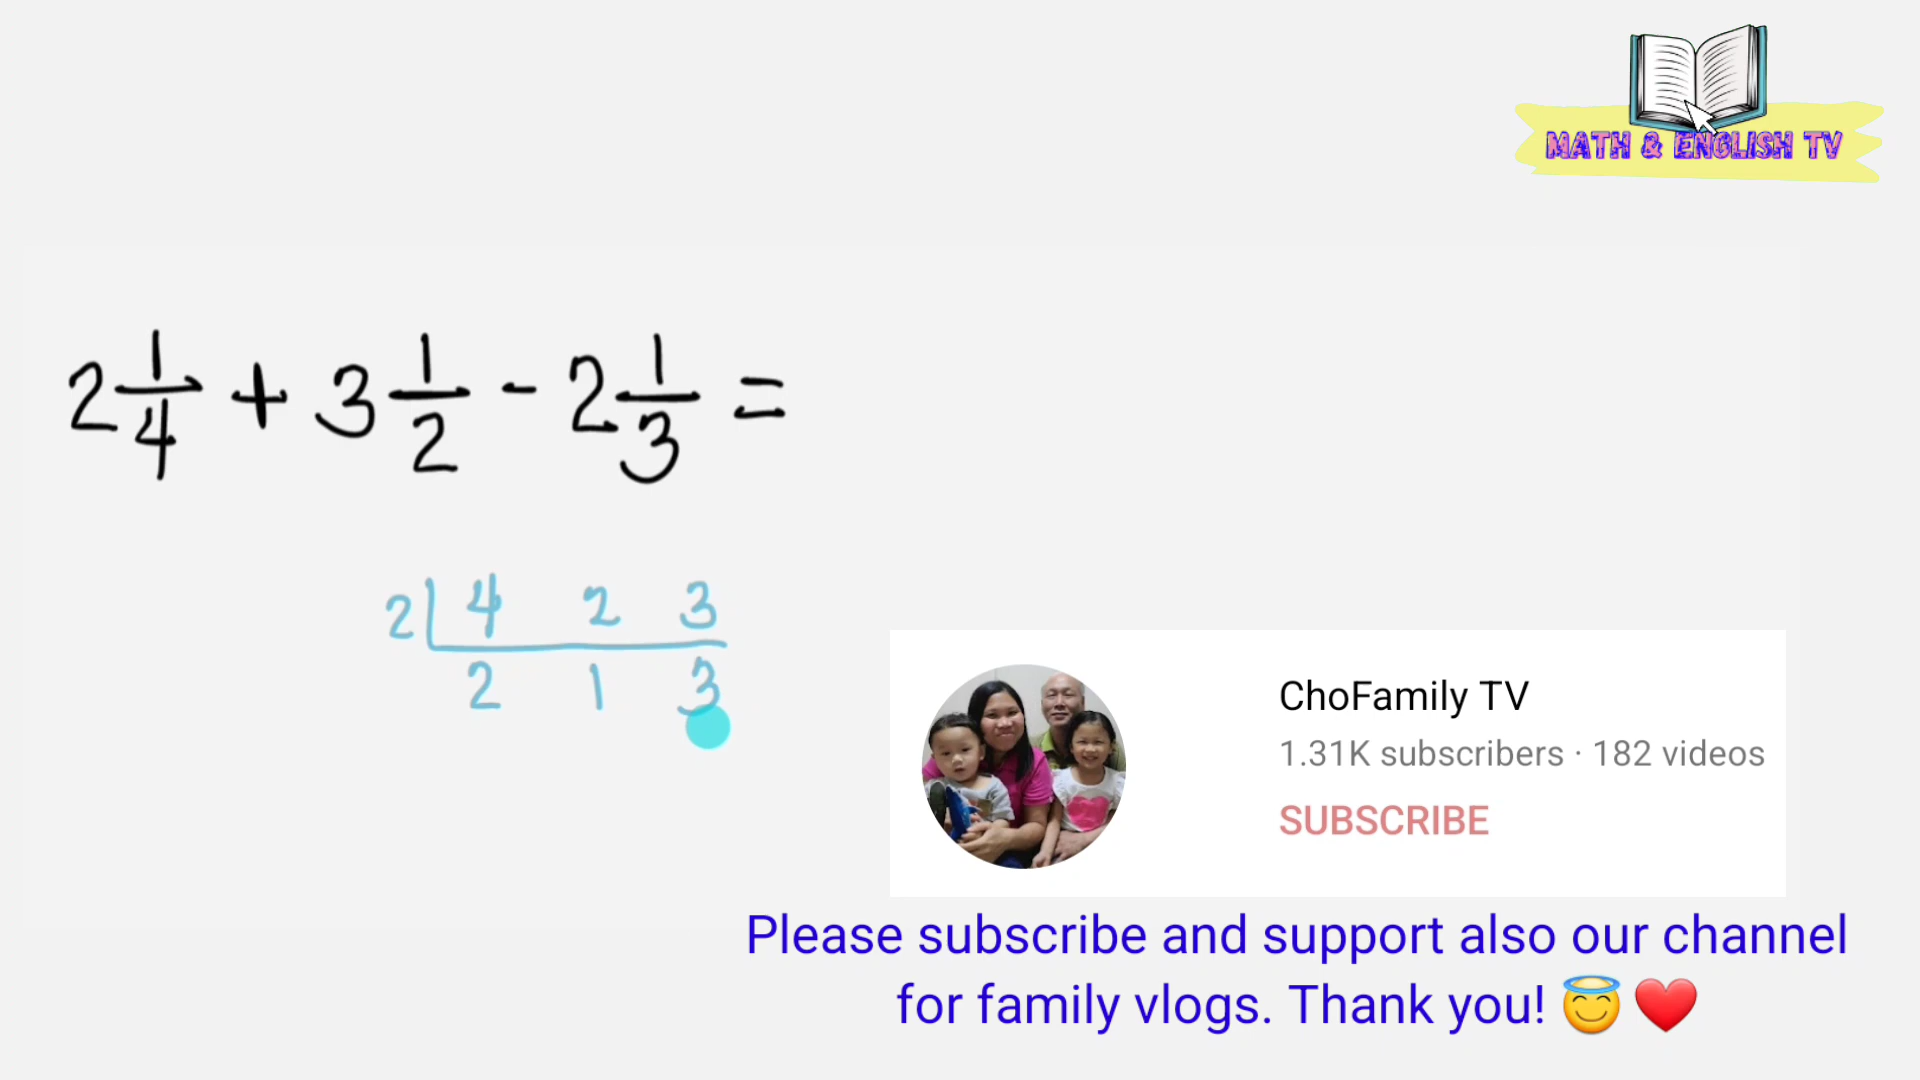 MATH & ENGLISH TV
2 1/4 + 3 1/2 - 2 1/3 =
2 | 4 2 3
2 1 3
ChoFamily TV
1.31K subscribers · 182 videos
SUBSCRIBE
Please subscribe and support also our channel
for family vlogs. Thank you! 😇 ❤️